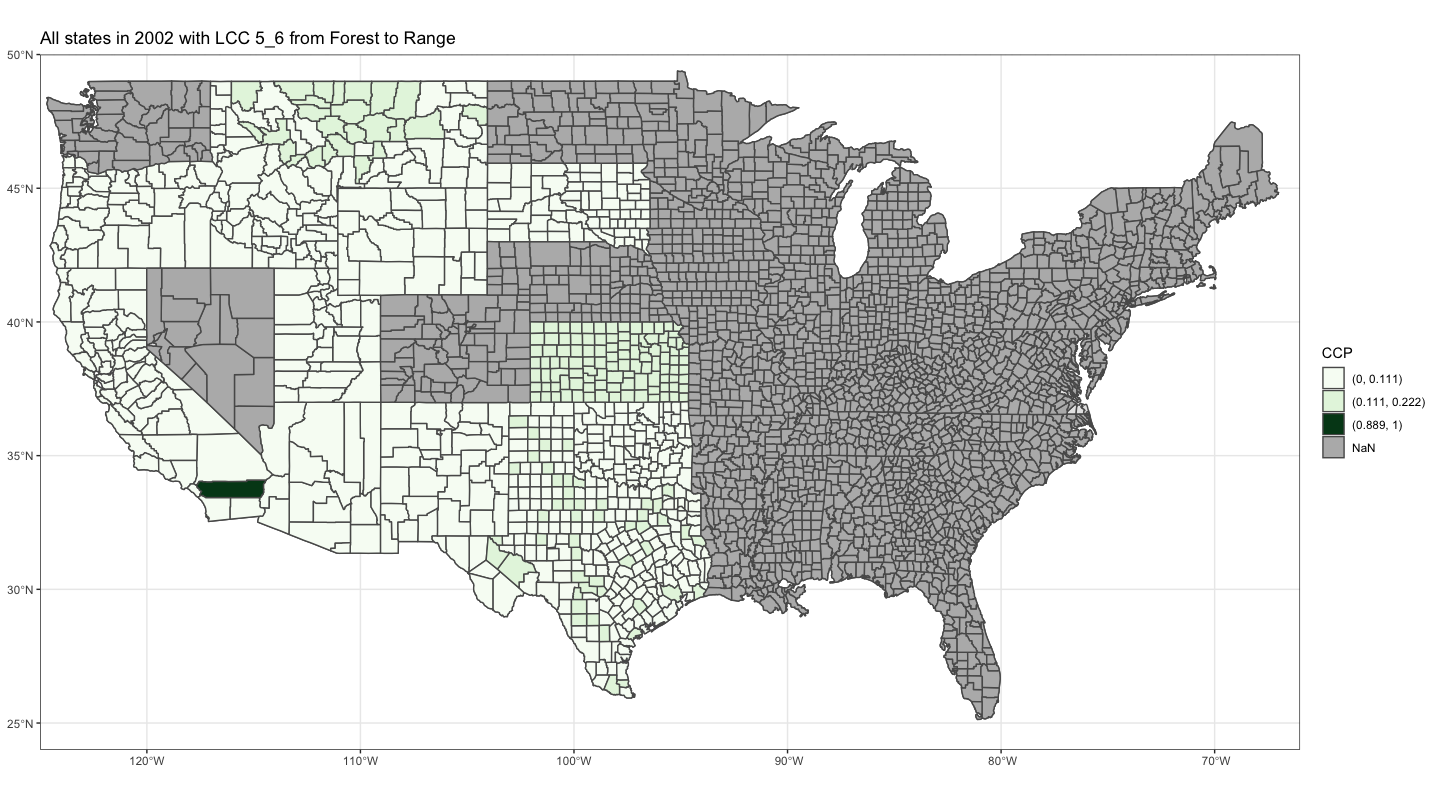 All states in 2002 with LCC 5_6 from Forest to Range
50°N
45°N
40°N
35°N
30°N
25°N
120°W
110°W
100°W
90°W
80°W
70°W
CCP
(0, 0.111)
(0.111, 0.222)
(0.889, 1)
NaN